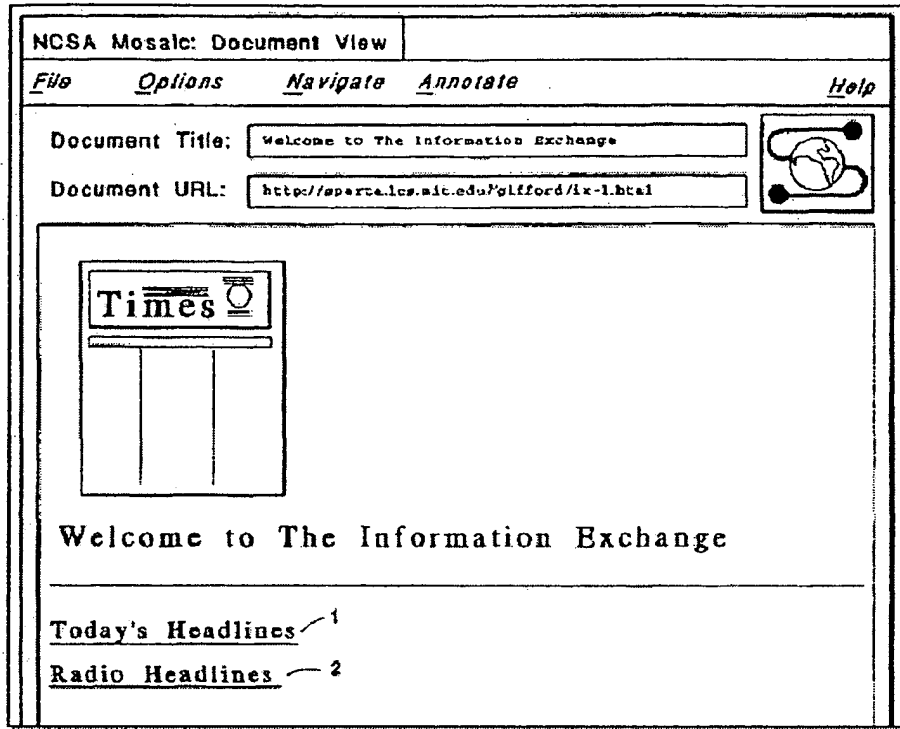 NCSA Mosaic: Document View
File Options Navigate Annotate Help
Document Title: Welcome to The Information Exchange
Document URL: http://sparta.lcs.mit.edu/~gifford/ix-1.html
Times
Welcome to The Information Exchange
Today's Headlines 1
Radio Headlines 2